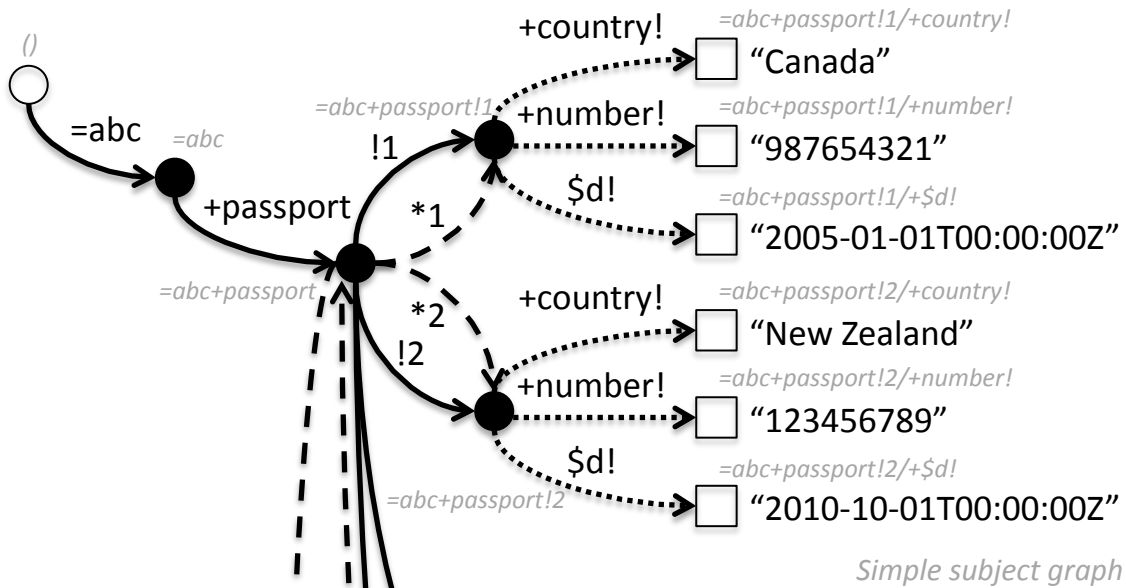 ()
=abc
=abc
+passport
=abc+passport
!1
*1
*2
!2
=abc+passport!1
=abc+passport!2
+country!
=abc+passport!1/+country!
“Canada”
+number!
=abc+passport!1/+number!
“987654321”
$d!
=abc+passport!1/+$d!
“2005-01-01T00:00:00Z”
+country!
=abc+passport!2/+country!
“New Zealand”
+number!
=abc+passport!2/+number!
“123456789”
$d!
=abc+passport!2/+$d!
“2010-10-01T00:00:00Z”
Simple subject graph